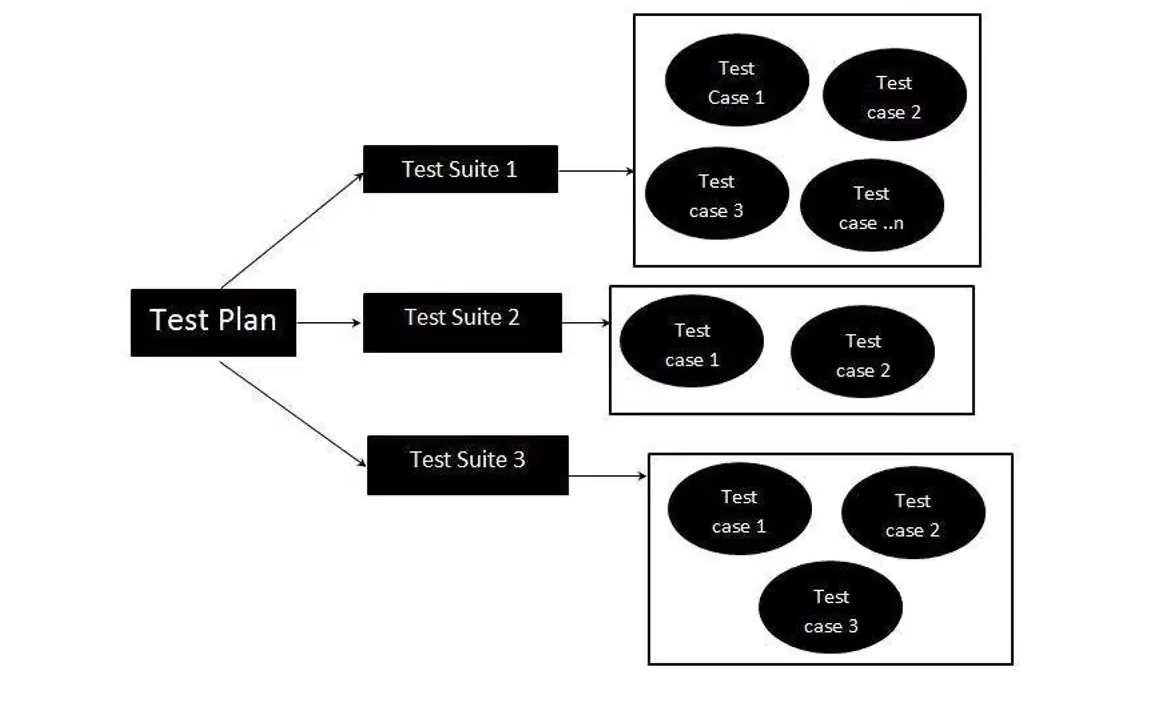 Test
Case 1
Test
case 2
Test
case 3
Test
case ..n
Test Suite 1
Test Plan
Test Suite 2
Test
case 1
Test
case 2
Test Suite 3
Test
case 1
Test
case 2
Test
case 3